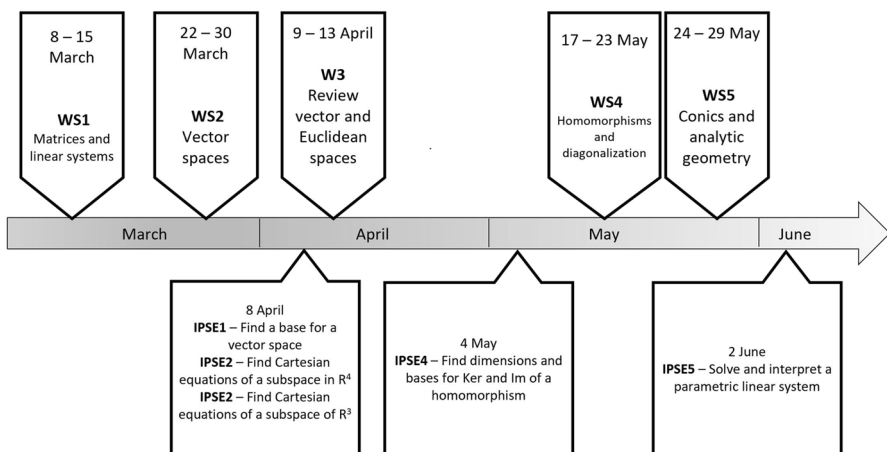 8 – 15
March
WS1
Matrices and
linear systems
22 – 30
March
WS2
Vector
spaces
9 – 13 April
W3
Review
vector and
Euclidean
spaces
17 – 23 May
WS4
Homomorphisms
and
diagonalization
24 – 29 May
WS5
Conics and
analytic
geometry
March
April
May
June
8 April
IPSE1 – Find a base for a
vector space
IPSE2 – Find Cartesian
equations of a subspace in R⁴
IPSE2 – Find Cartesian
equations of a subspace of R³
4 May
IPSE4 – Find dimensions and
bases for Ker and Im of a
homomorphism
2 June
IPSE5 – Solve and interpret a
parametric linear system